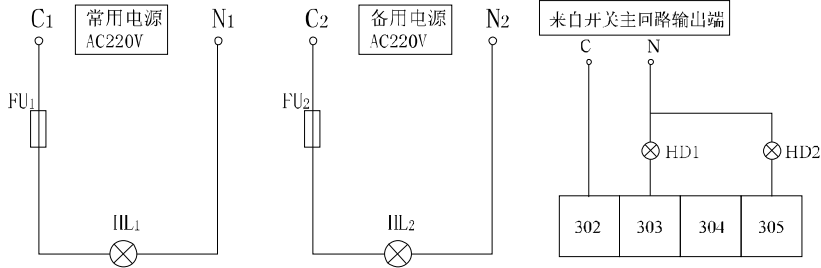 C1 常用电源 N1
AC220V
FU1
HL1
C2 备用电源 N2
AC220V
FU2
HL2
来自开关主回路输出端
C N
HD1 HD2
302 303 304 305